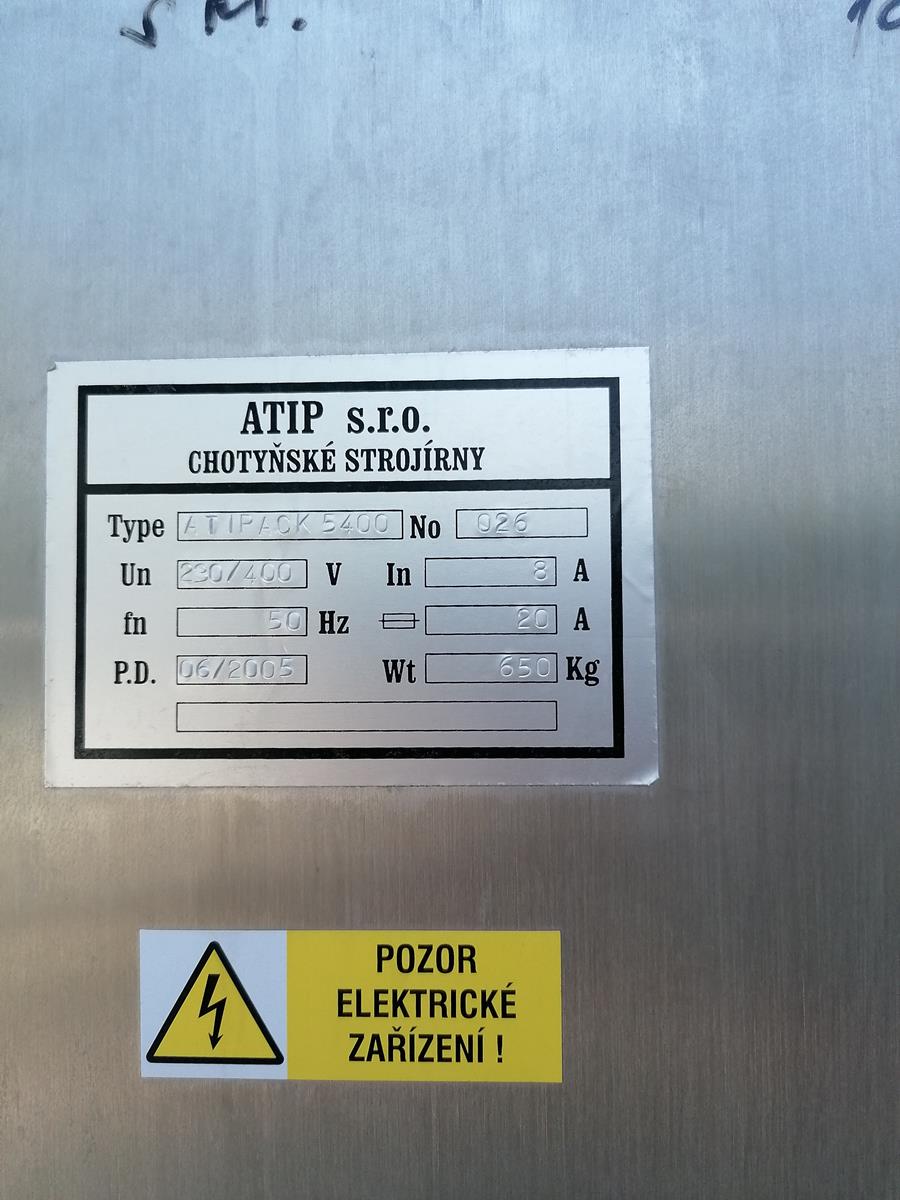 ATIP s.r.o.
CHOTYŇSKÉ STROJÍRNY
Type ATIPACK 5400 No 026
Un 230/400 V In 8 A
fn 50 Hz 20 A
P.D. 06/2005 Wt 650 Kg
POZOR
ELEKTRICKÉ
ZAŘÍZENÍ !